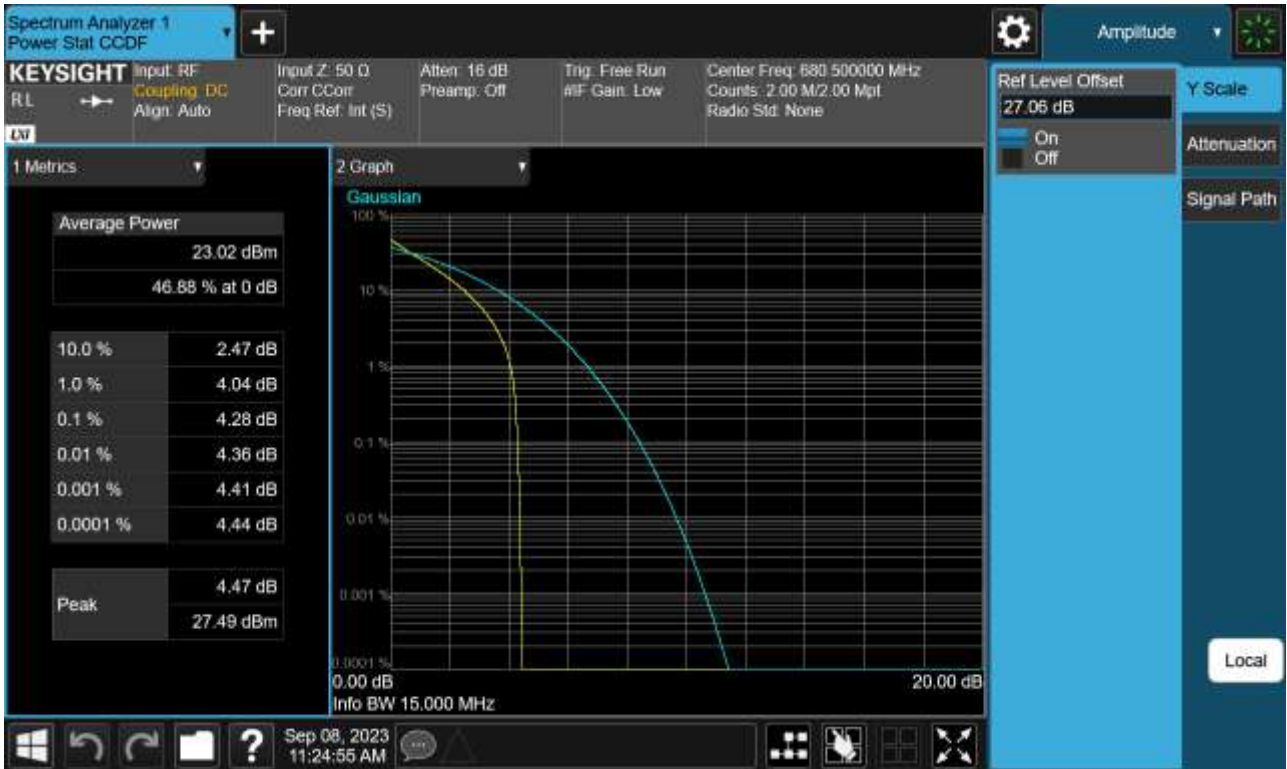 Spectrum Analyzer 1
Power Stat CCDF
+
Amplitude
KEYSIGHT
RL
LXI
Input: RF
Coupling: DC
Align: Auto
Input Z: 50 Ω
Corr CCorr
Freq Ref: Int (S)
Atten: 16 dB
Preamp: Off
Trig: Free Run
#IF Gain: Low
Center Freq: 680.500000 MHz
Counts: 2.00 M/2.00 Mpt
Radio Std: None
Ref Level Offset
27.06 dB
On
Off
Y Scale
Attenuation
Signal Path
Local
1 Metrics
Average Power
23.02 dBm
46.88 % at 0 dB
10.0 % 2.47 dB
1.0 % 4.04 dB
0.1 % 4.28 dB
0.01 % 4.36 dB
0.001 % 4.41 dB
0.0001 % 4.44 dB
Peak
4.47 dB
27.49 dBm
2 Graph
Gaussian
100 %
10 %
1 %
0.1 %
0.01 %
0.001 %
0.0001 %
0.00 dB 20.00 dB
Info BW 15.000 MHz
?
Sep 08, 2023
11:24:55 AM